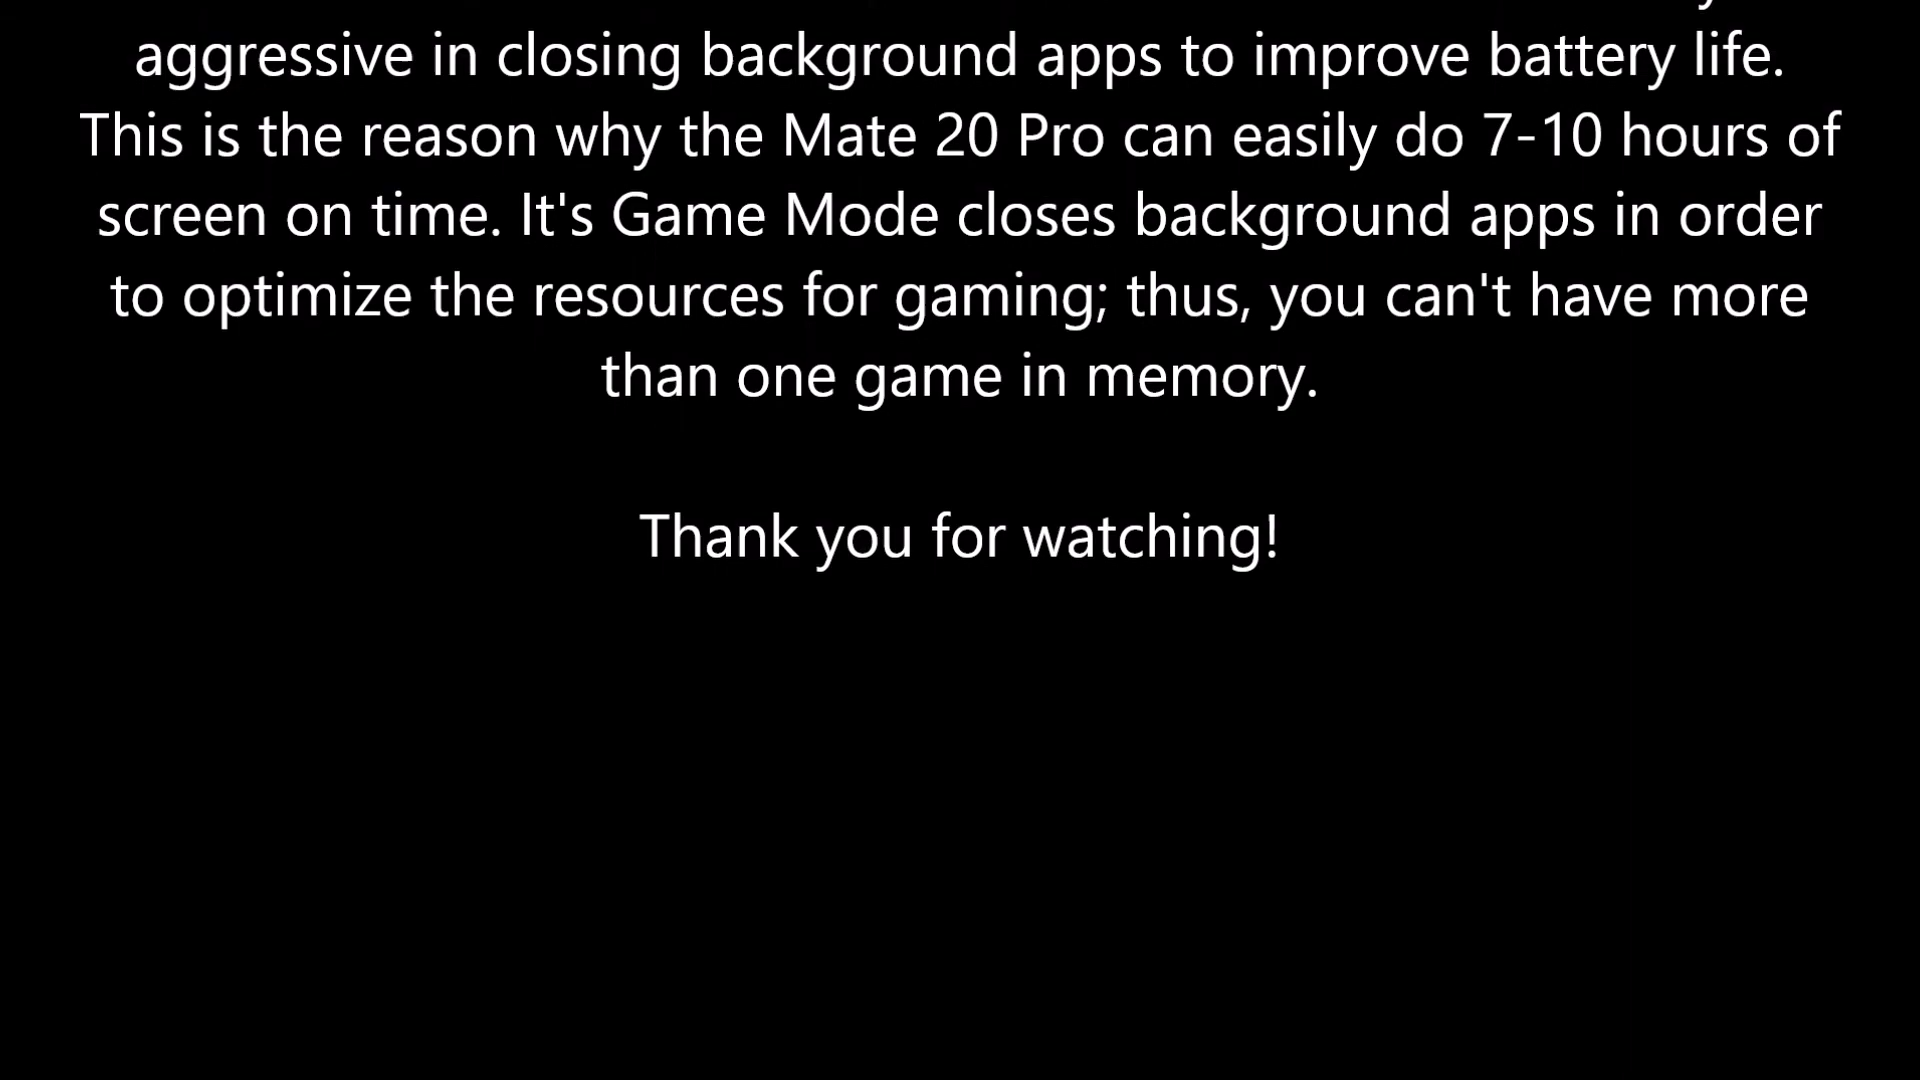 aggressive in closing background apps to improve battery life.
This is the reason why the Mate 20 Pro can easily do 7-10 hours of
screen on time. It's Game Mode closes background apps in order
to optimize the resources for gaming; thus, you can't have more
than one game in memory.
Thank you for watching!